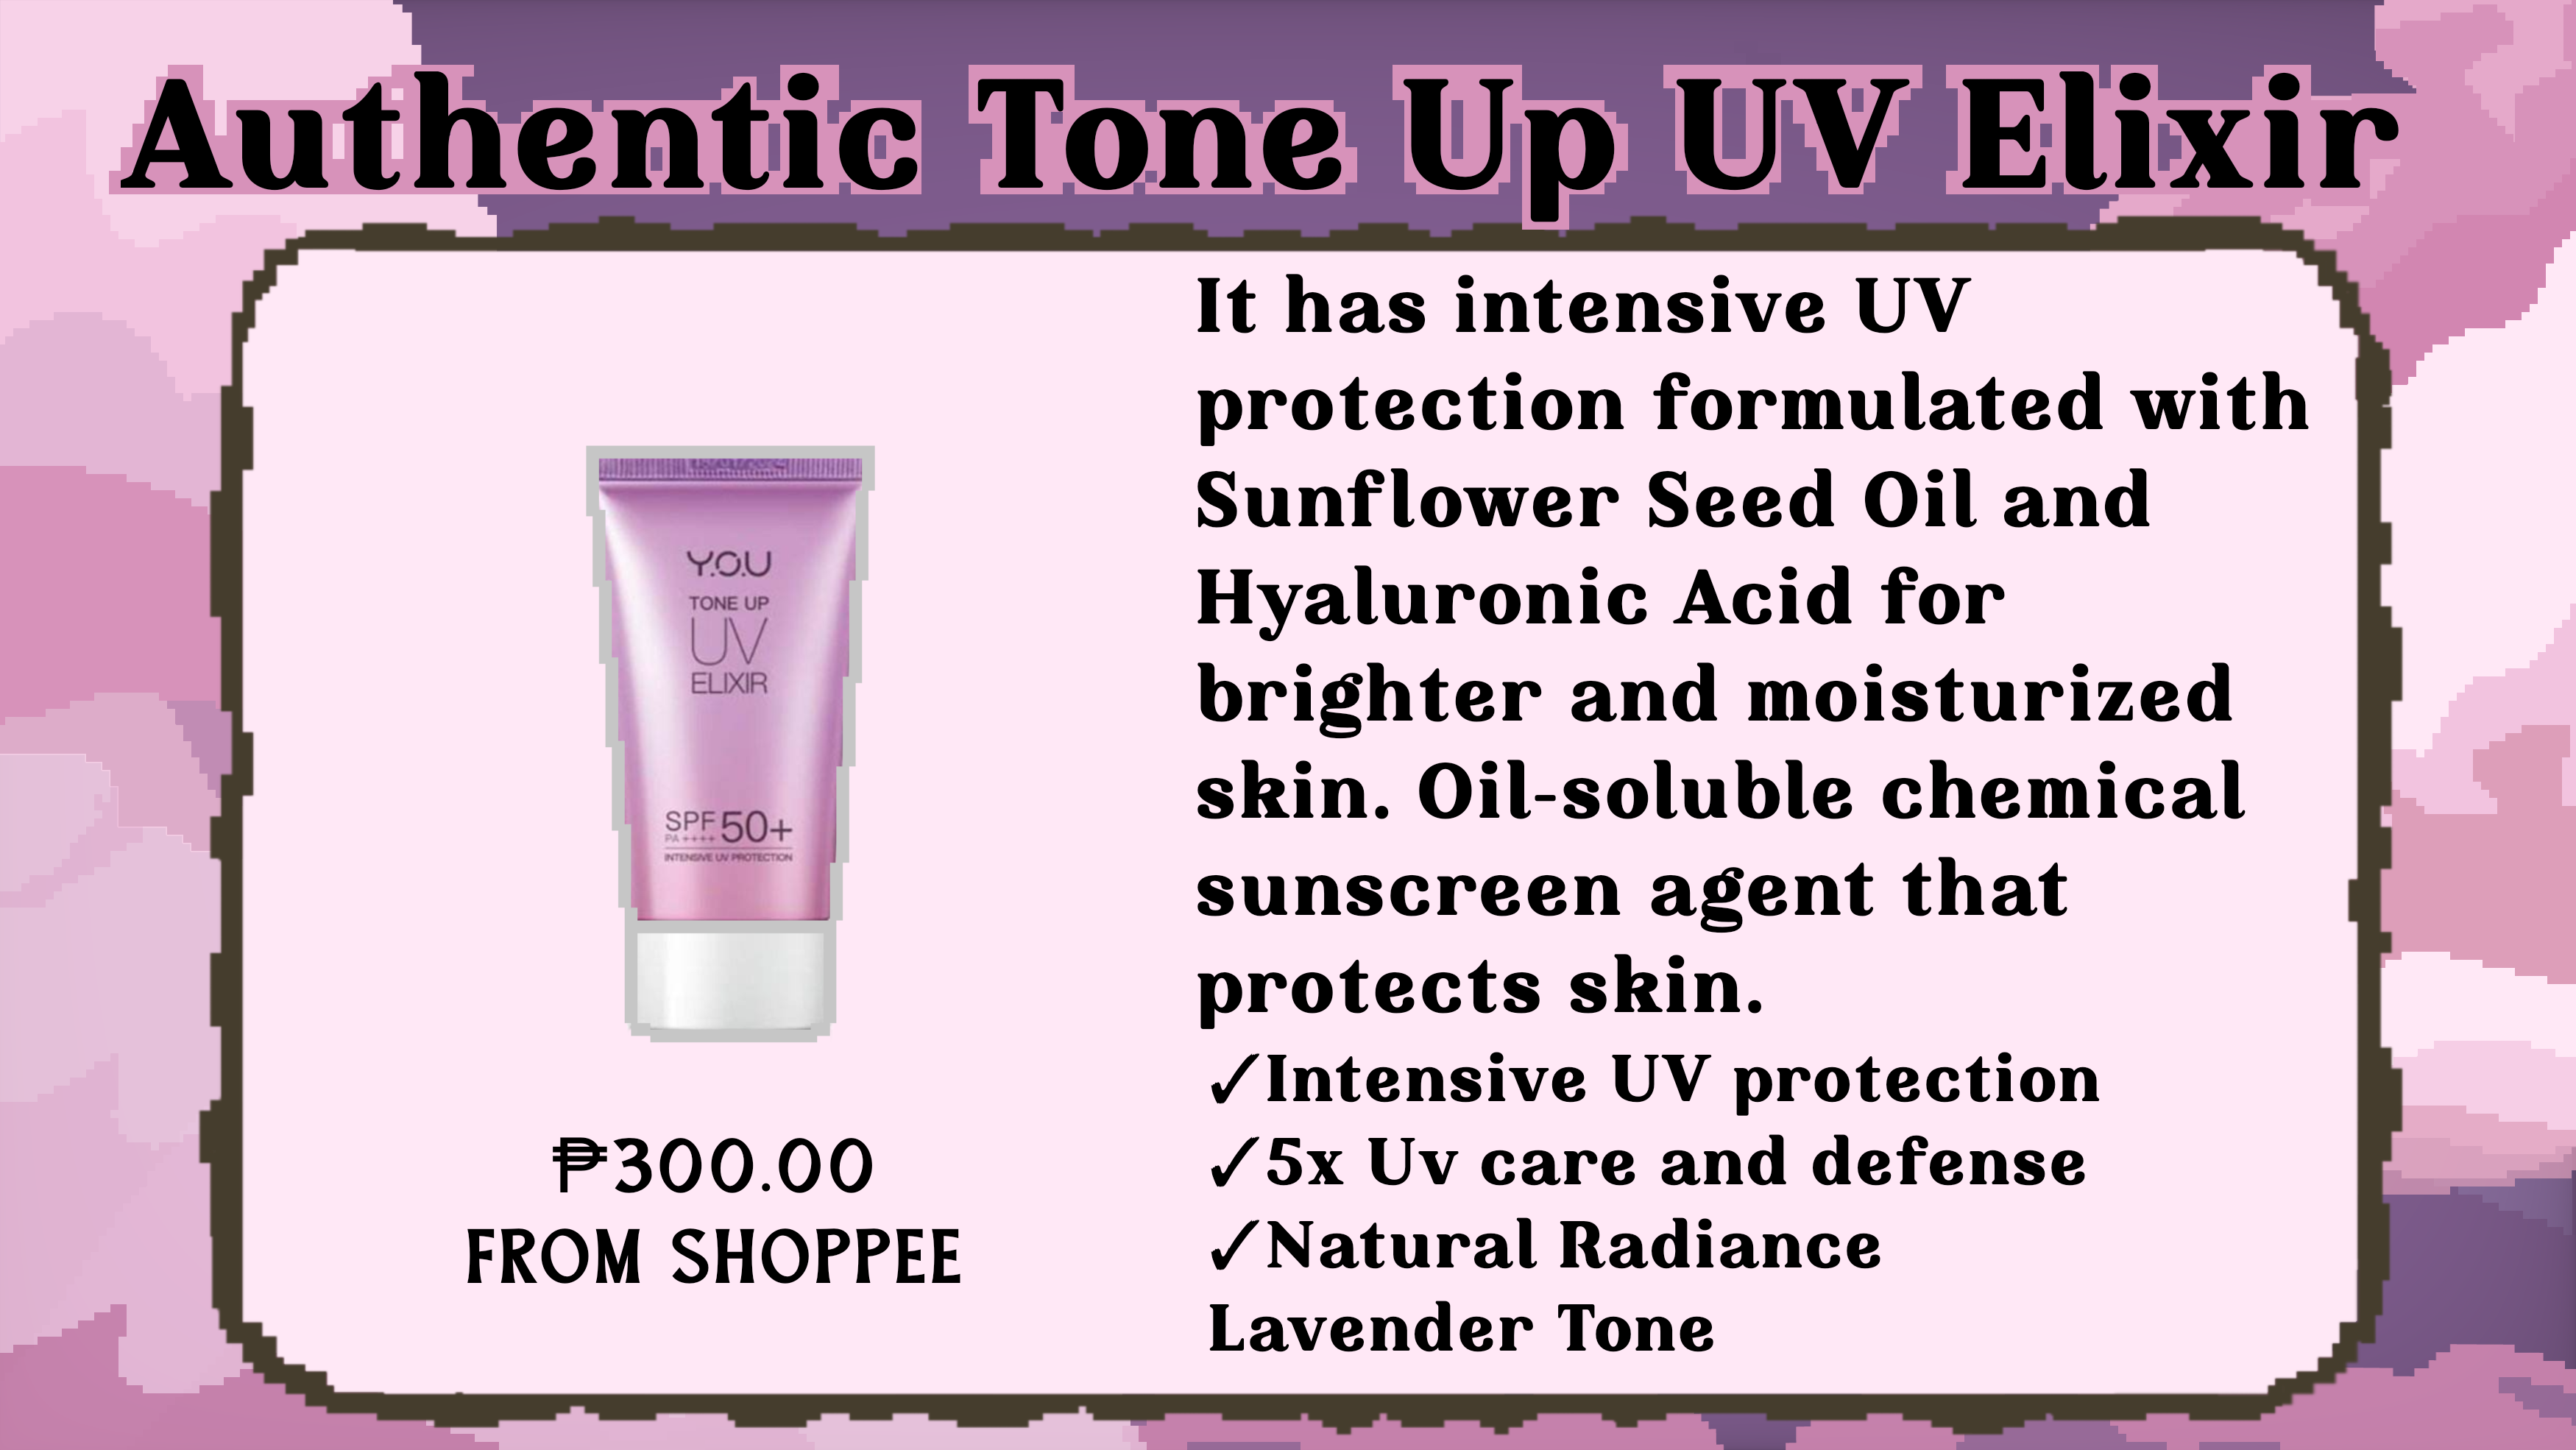 Authentic Tone Up UV Elixir
Y.O.U
TONE UP
UV
ELIXIR
SPF 50+
PA ++++
INTENSIVE UV PROTECTION
₱300.00
FROM SHOPPEE
It has intensive UV
protection formulated with
Sunflower Seed Oil and
Hyaluronic Acid for
brighter and moisturized
skin. Oil-soluble chemical
sunscreen agent that
protects skin.
✓Intensive UV protection
✓5x Uv care and defense
✓Natural Radiance
Lavender Tone